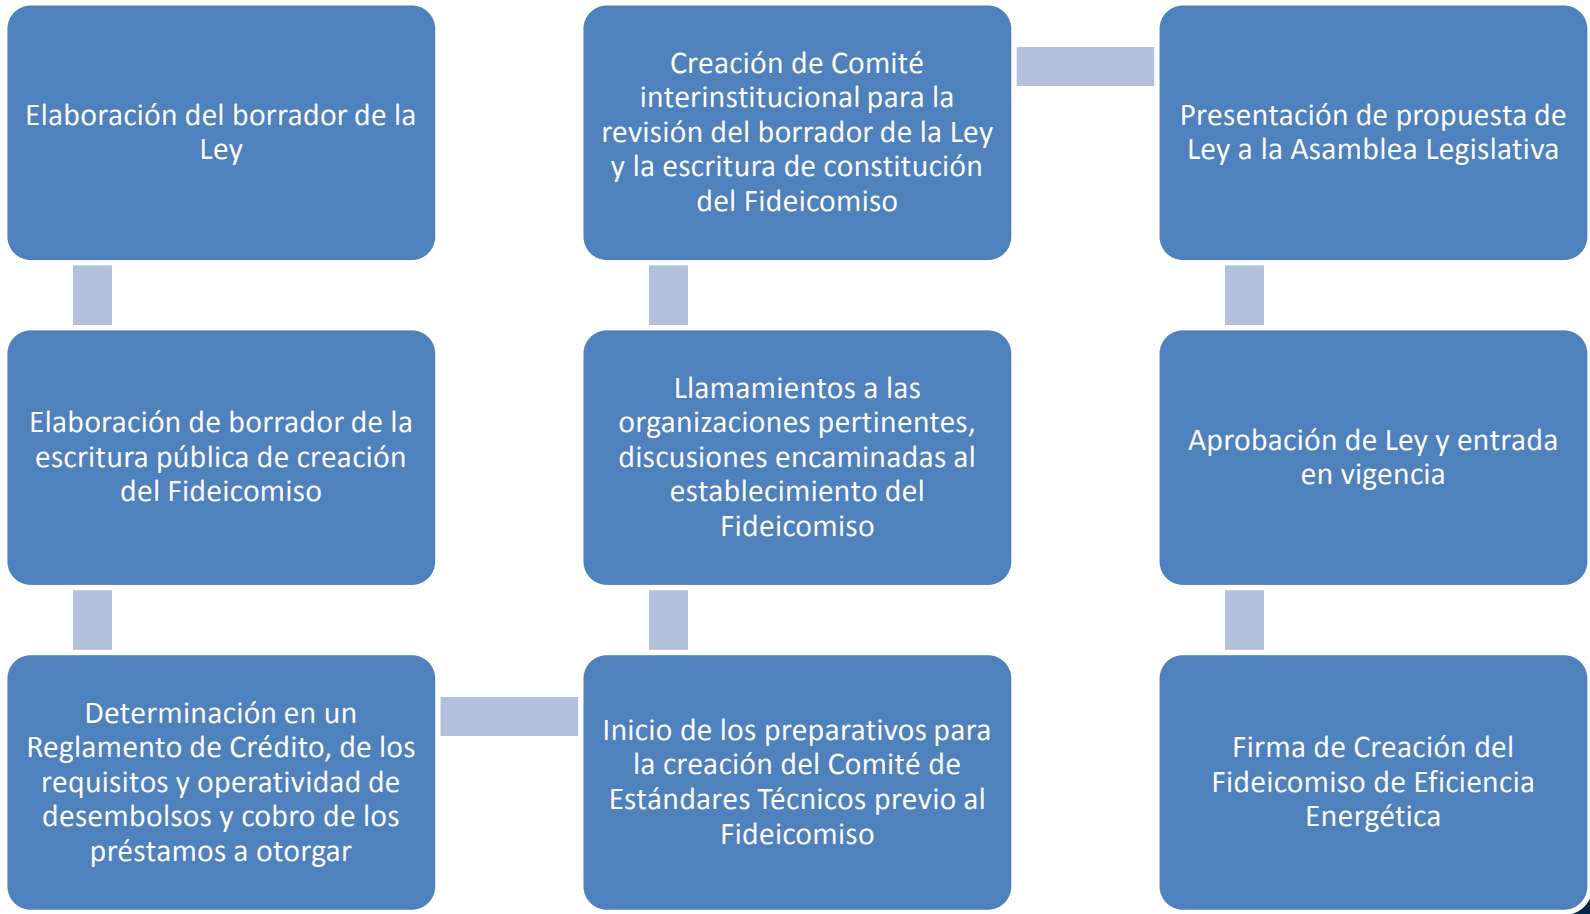 Elaboración del borrador de la
Ley
Elaboración de borrador de la
escritura pública de creación
del Fideicomiso
Determinación en un
Reglamento de Crédito, de los
requisitos y operatividad de
desembolsos y cobro de los
préstamos a otorgar
Inicio de los preparativos para
la creación del Comité de
Estándares Técnicos previo al
Fideicomiso
Llamamientos a las
organizaciones pertinentes,
discusiones encaminadas al
establecimiento del
Fideicomiso
Creación de Comité
interinstitucional para la
revisión del borrador de la Ley
y la escritura de constitución
del Fideicomiso
Presentación de propuesta de
Ley a la Asamblea Legislativa
Aprobación de Ley y entrada
en vigencia
Firma de Creación del
Fideicomiso de Eficiencia
Energética